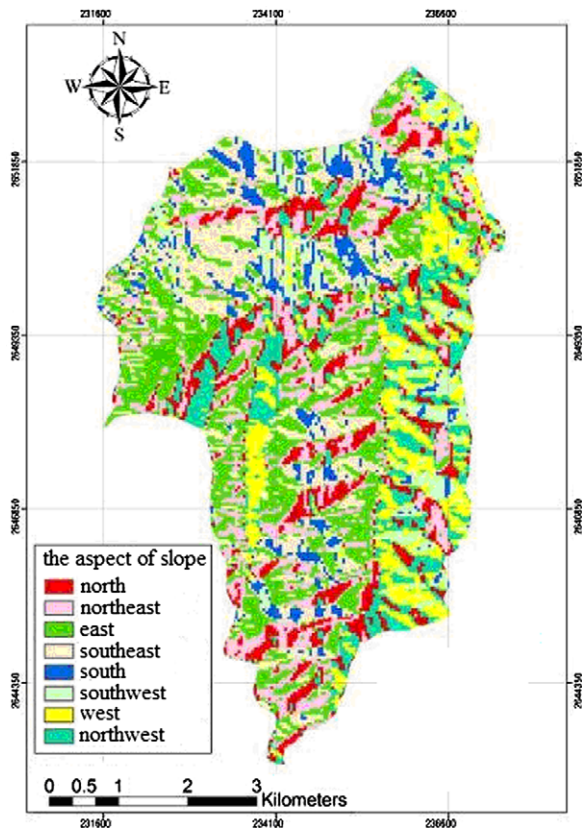 231600 234100 236600
N
W E
S
2651850 2651850
2649350 2649350
2646850 2646850
the aspect of slope
north
northeast
east
southeast
south
southwest
west
northwest
2644350 2644350
0 0.5 1 2 3
Kilometers
231600 234100 236600